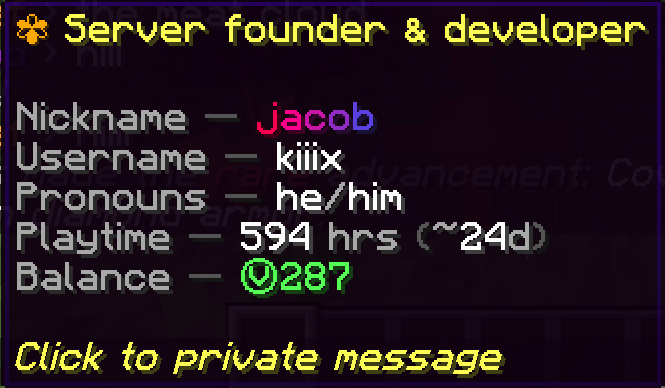 ✽ Server founder & developer
Nickname — jacob
Username — kiiix
Pronouns — he/him
Playtime — 594 hrs (~24d)
Balance — Ⓥ287
Click to private message